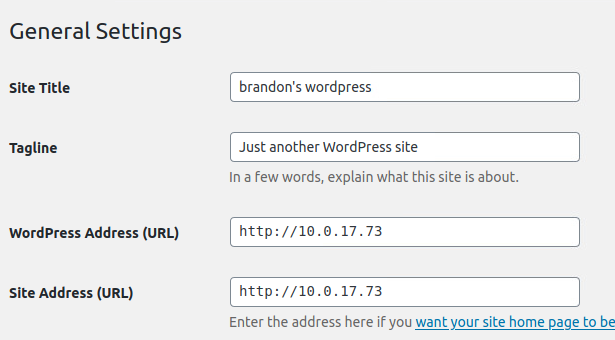 General Settings
Site Title
brandon's wordpress
Tagline
Just another WordPress site
In a few words, explain what this site is about.
WordPress Address (URL)
http://10.0.17.73
Site Address (URL)
http://10.0.17.73
Enter the address here if you want your site home page to be